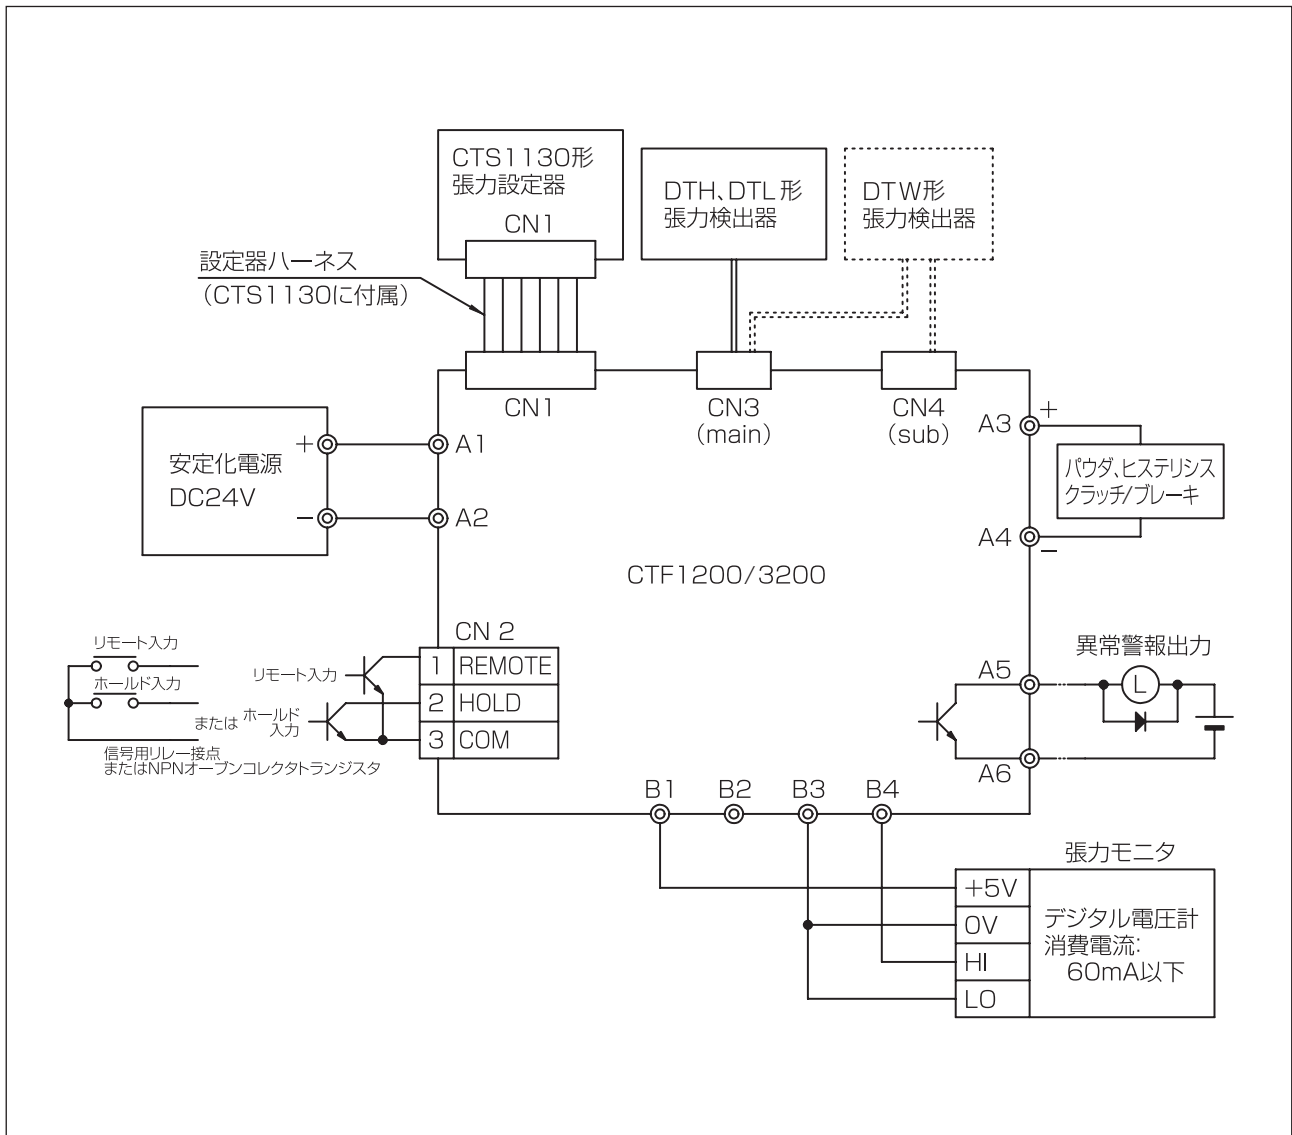 CTS1130形
張力設定器
CN1
DTH、DTL形
張力検出器
DTW形
張力検出器
設定器ハーネス
（CTS1130に付属）
CN1
CN3
(main)
CN4
(sub)
安定化電源
DC24V
+
−
A1
A2
A3
+
A4
−
パウダ、ヒステリシス
クラッチ/ブレーキ
CTF1200/3200
CN 2
1 REMOTE
2 HOLD
3 COM
リモート入力
ホールド入力
リモート入力
または
ホールド
入力
信号用リレー接点
またはNPNオープンコレクタトランジスタ
異常警報出力
A5
L
A6
B1
B2
B3
B4
張力モニタ
+5V
0V
HI
LO
デジタル電圧計
消費電流:
60mA以下